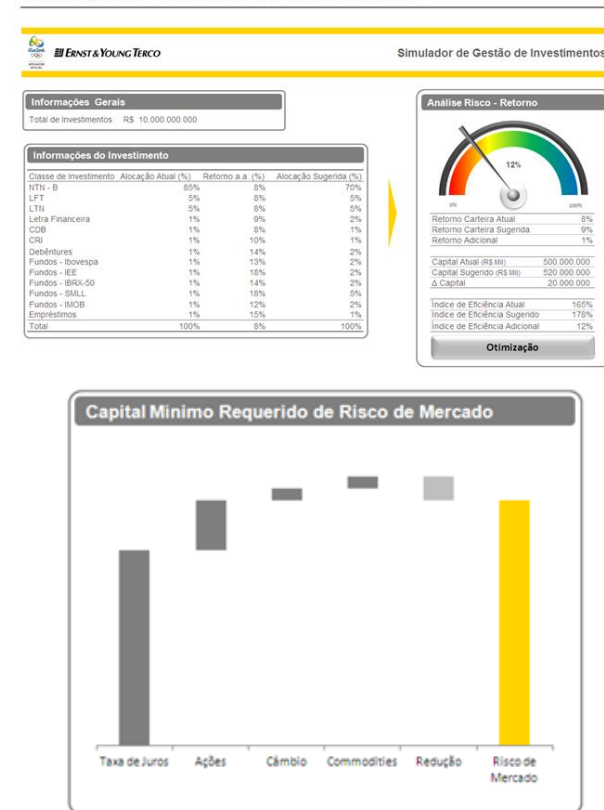 ERNST & YOUNG TERCO
Simulador de Gestão de Investimentos
Informações Gerais
Total de Investimentos R$ 10.000.000.000
Informações do Investimento
Classe de Investimento Alocação Atual (%) Retorno a.a. (%) Alocação Sugerida (%)
NTN - B 85% 8% 70%
LFT 5% 8% 5%
LTN 5% 8% 5%
Letra Financeira 1% 9% 2%
CDB 1% 8% 1%
CRI 1% 10% 1%
Debêntures 1% 14% 2%
Fundos - Ibovespa 1% 13% 2%
Fundos - IEE 1% 18% 2%
Fundos - IBRX-50 1% 14% 2%
Fundos - SMLL 1% 18% 5%
Fundos - IMOB 1% 12% 2%
Empréstimos 1% 15% 1%
Total 100% 8% 100%
Análise Risco - Retorno
12%
0% 100%
Retorno Carteira Atual 8%
Retorno Carteira Sugerida 9%
Retorno Adicional 1%
Capital Atual (R$ Mil) 500.000.000
Capital Sugerido (R$ Mil) 520.000.000
Δ Capital 20.000.000
Índice de Eficiência Atual 165%
Índice de Eficiência Sugerido 178%
Índice de Eficiência Adicional 12%
Otimização
Capital Minimo Requerido de Risco de Mercado
Taxa de Juros Ações Câmbio Commodities Redução Risco de
Mercado